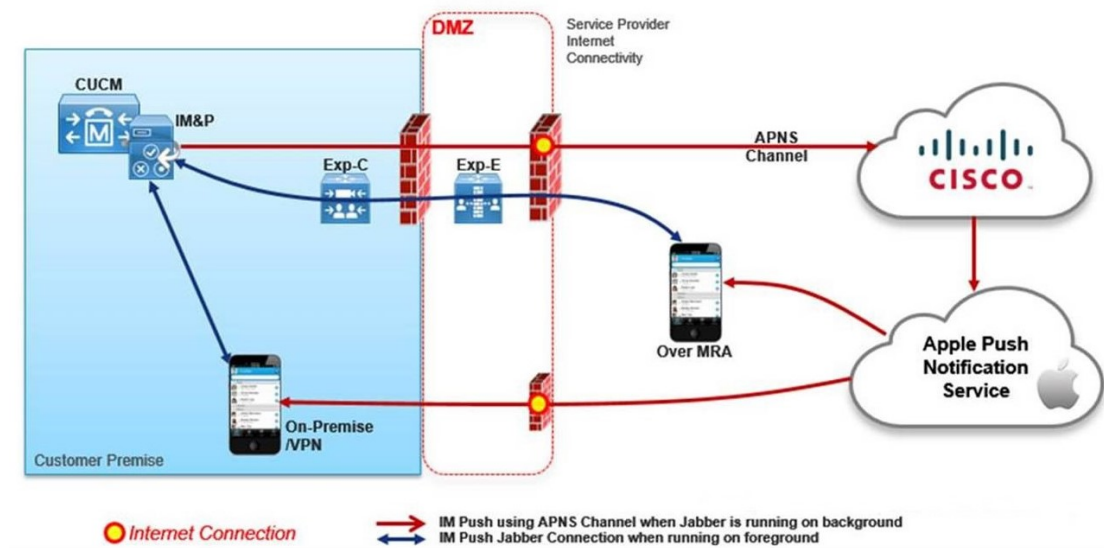 DMZ
Service Provider
Internet
Connectivity
CUCM
IM&P
APNS
Channel
CISCO
Exp-C
Exp-E
Over MRA
Apple Push
Notification
Service
On-Premise
/VPN
Customer Premise
Internet Connection
IM Push using APNS Channel when Jabber is running on background
IM Push Jabber Connection when running on foreground